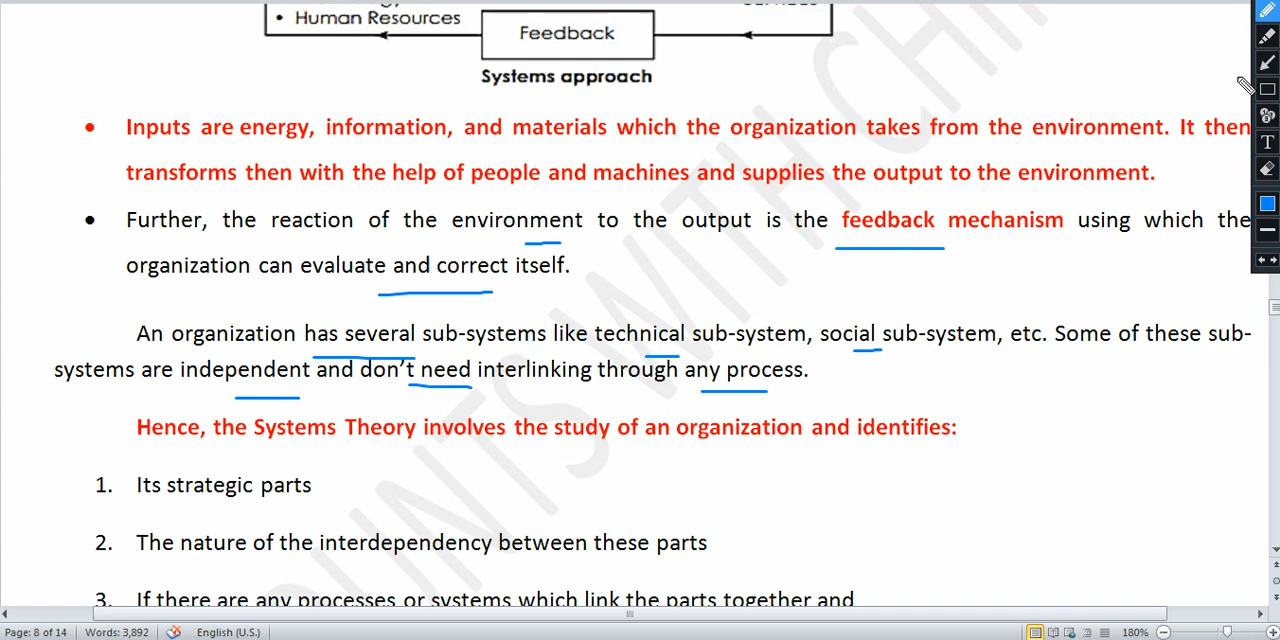 • Human Resources
Feedback
Systems approach
• Inputs are energy, information, and materials which the organization takes from the environment. It then
transforms then with the help of people and machines and supplies the output to the environment.
• Further, the reaction of the environment to the output is the feedback mechanism using which the
organization can evaluate and correct itself.
An organization has several sub-systems like technical sub-system, social sub-system, etc. Some of these sub-
systems are independent and don’t need interlinking through any process.
Hence, the Systems Theory involves the study of an organization and identifies:
1. Its strategic parts
2. The nature of the interdependency between these parts
3. If there are any processes or systems which link the parts together and
T
Page: 8 of 14 Words: 3,892 English (U.S.) 180%